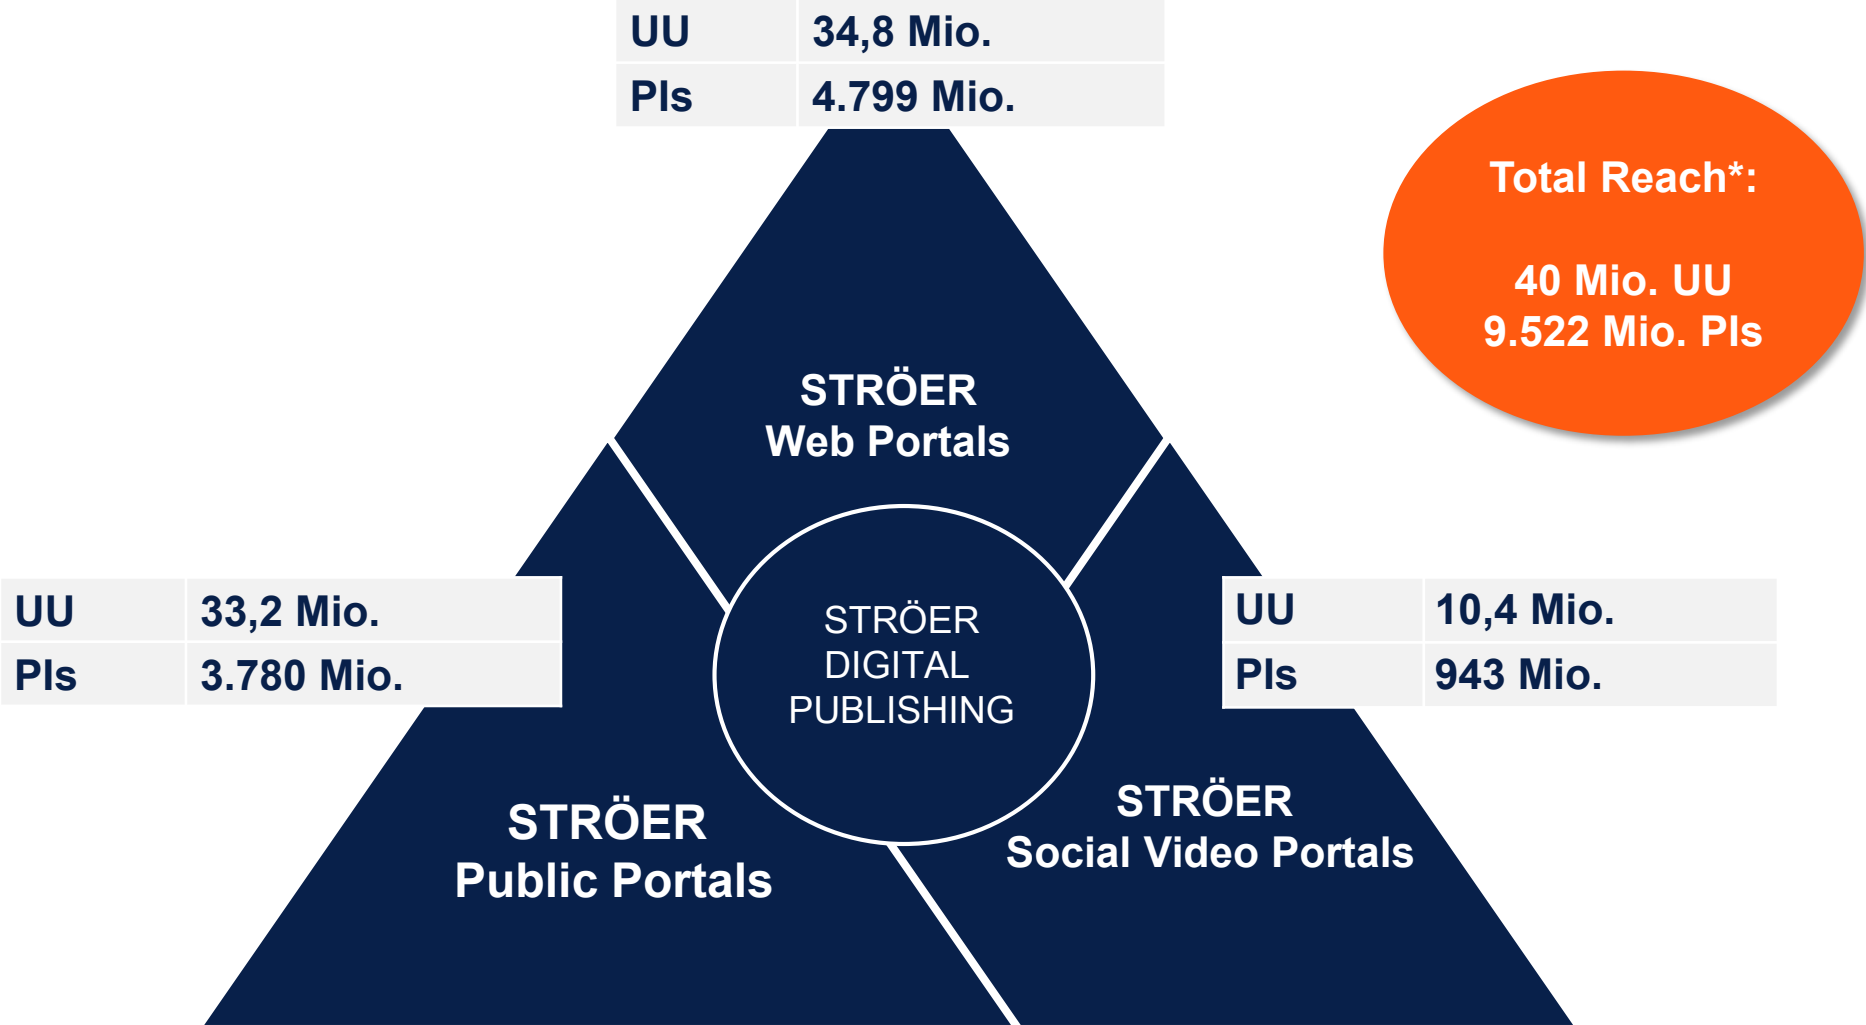 UU 34,8 Mio.
PIs 4.799 Mio.
Total Reach*:
40 Mio. UU
9.522 Mio. PIs
STRÖER
Web Portals
UU 33,2 Mio.
PIs 3.780 Mio.
STRÖER
DIGITAL
PUBLISHING
UU 10,4 Mio.
PIs 943 Mio.
STRÖER
Public Portals
STRÖER
Social Video Portals